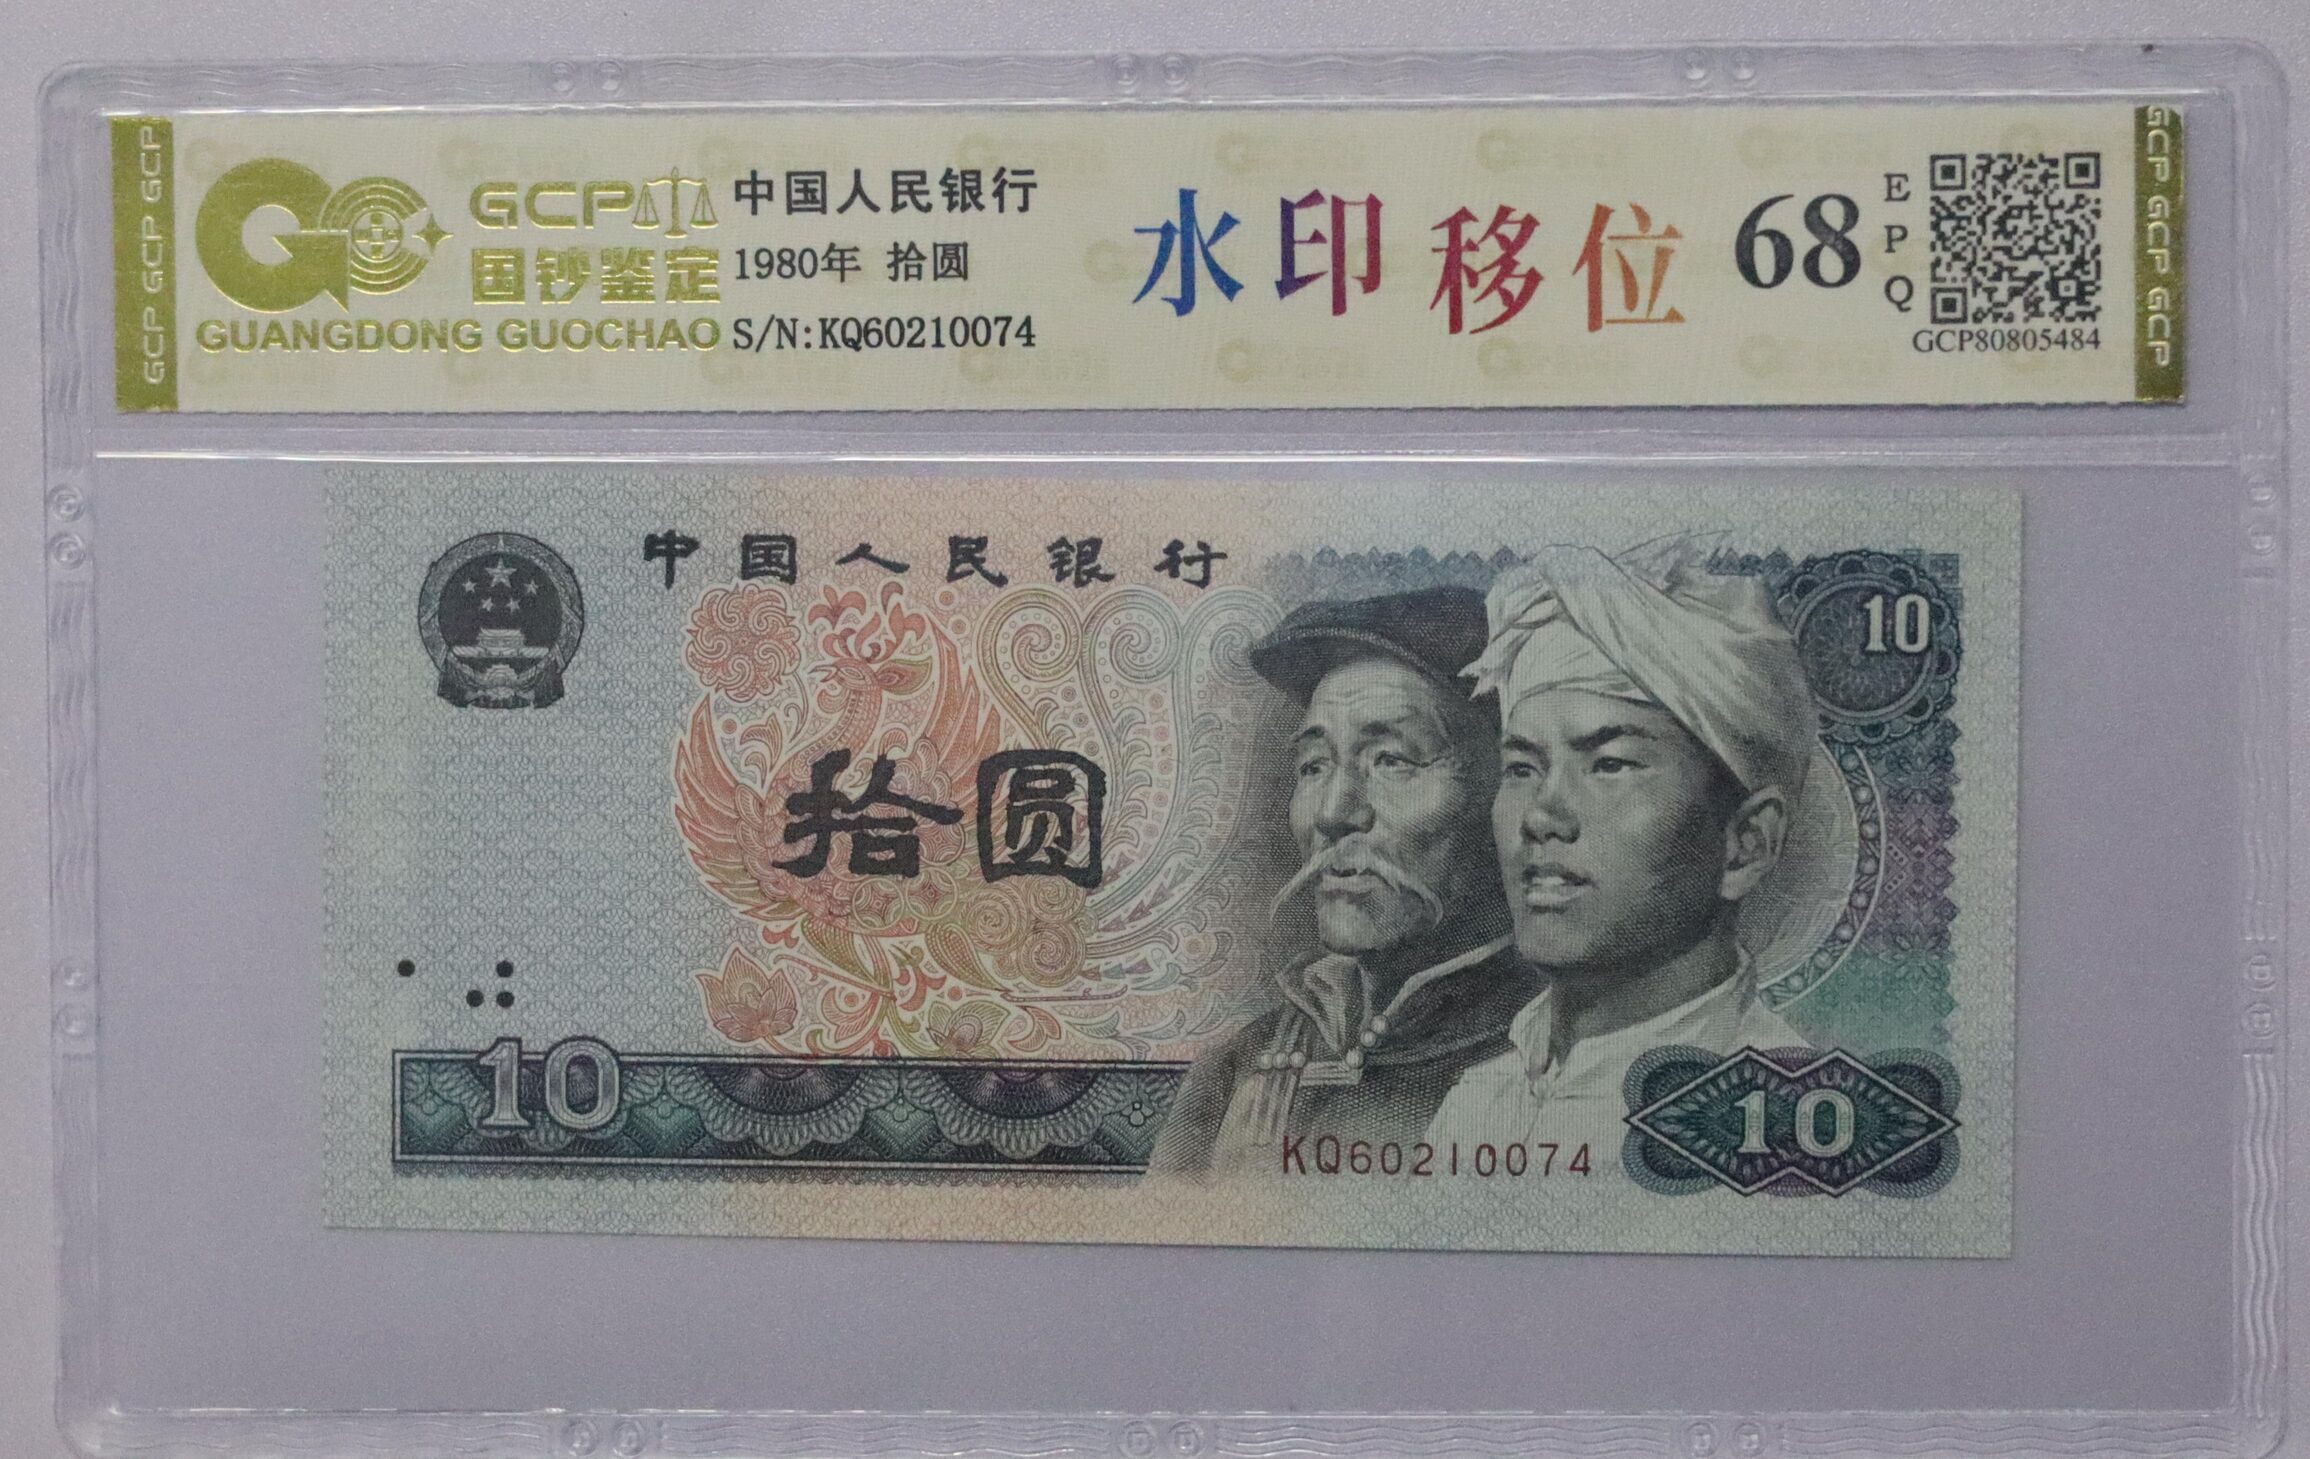 GCP GCP GCP
GCP
国钞鉴定
GUANGDONG GUOCHAO
中国人民银行
1980年 拾圆
S/N:KQ60210074
水印移位
68
EPQ
GCP80805484
GCP GCP GCP
中国人民银行
10
拾圆
10
KQ60210074
10